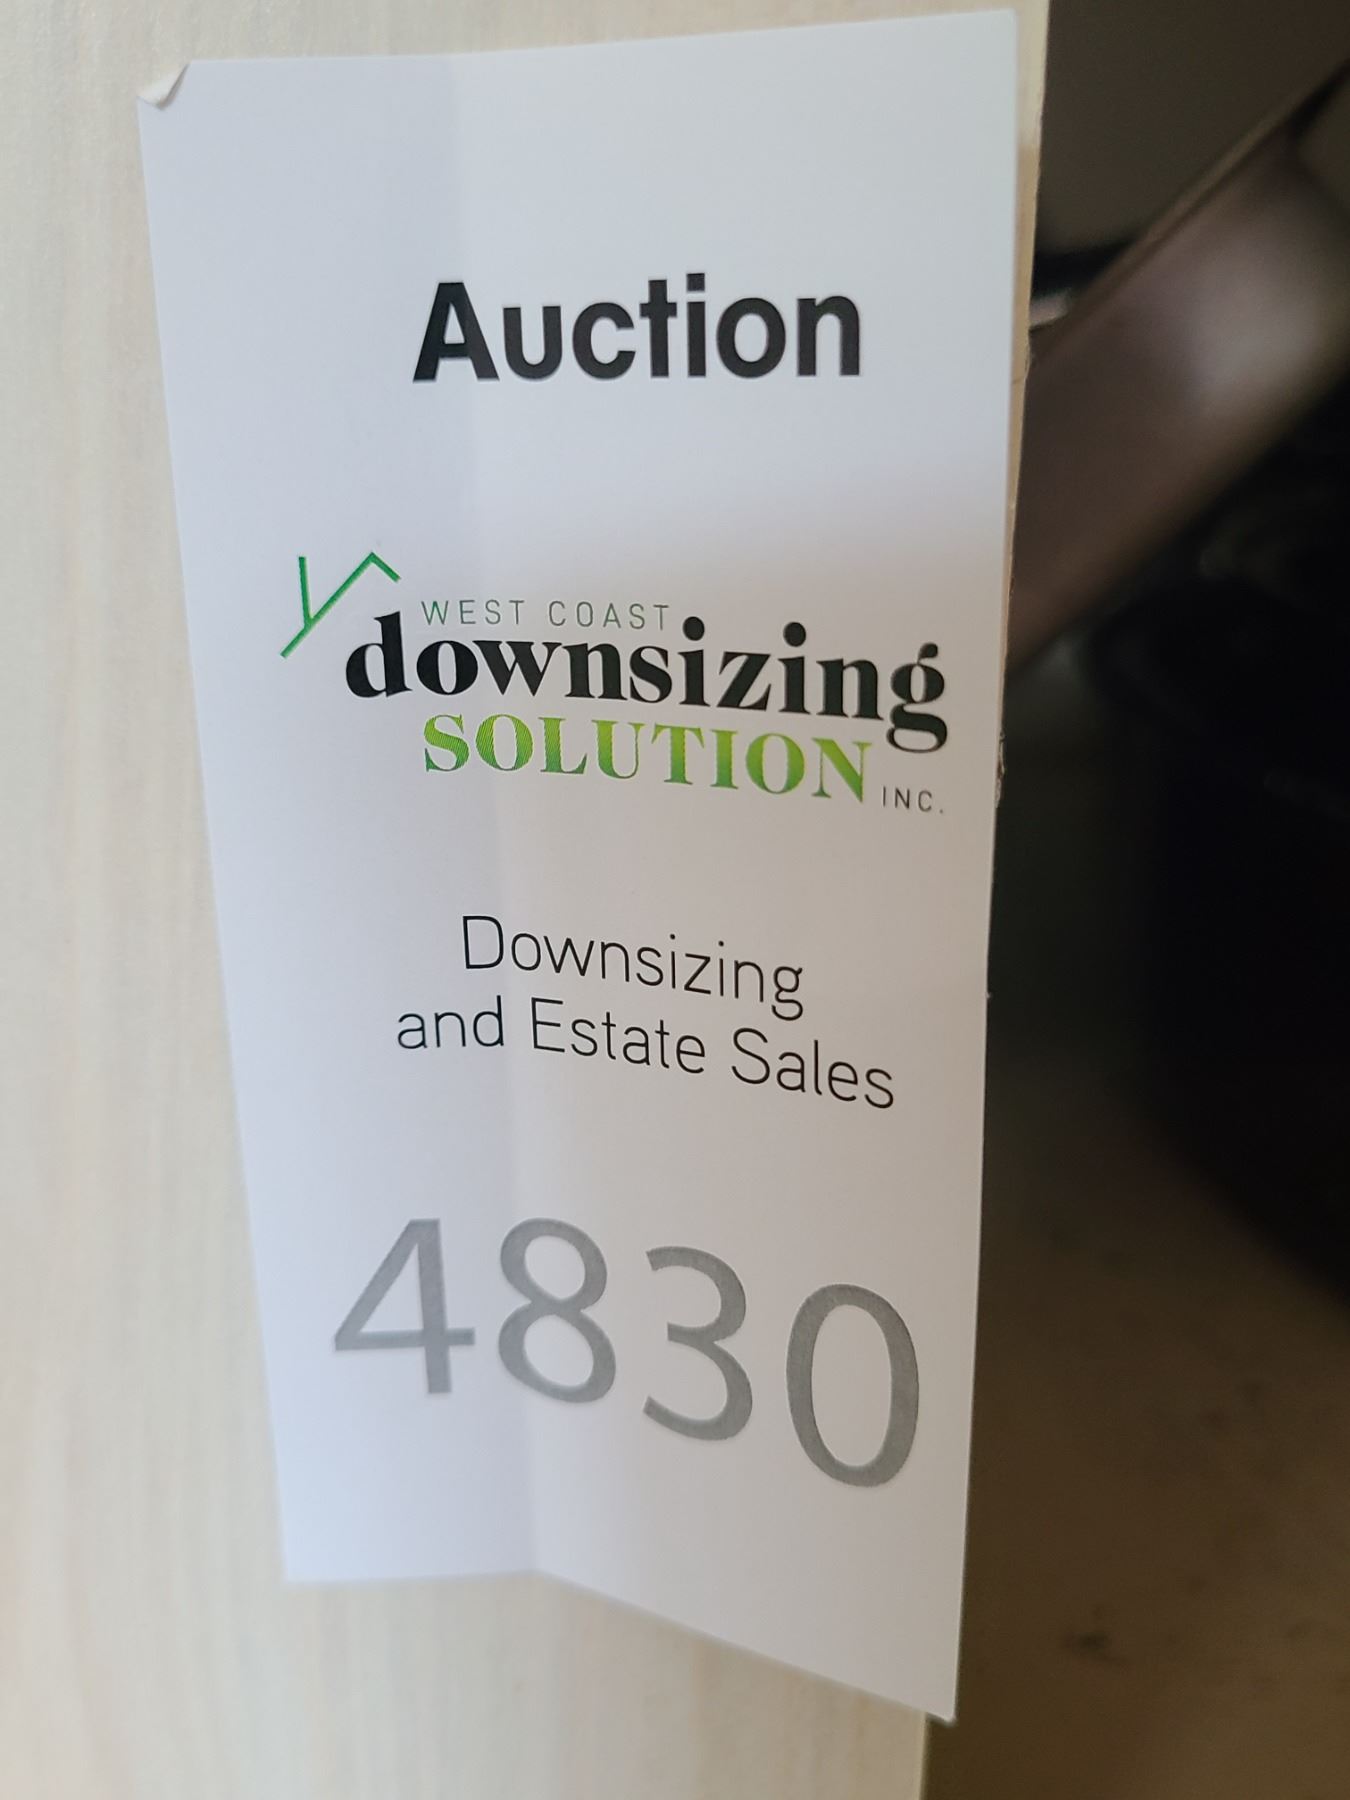 Auction
WEST COAST
downsizing
SOLUTION INC.
Downsizing
and Estate Sales
4830